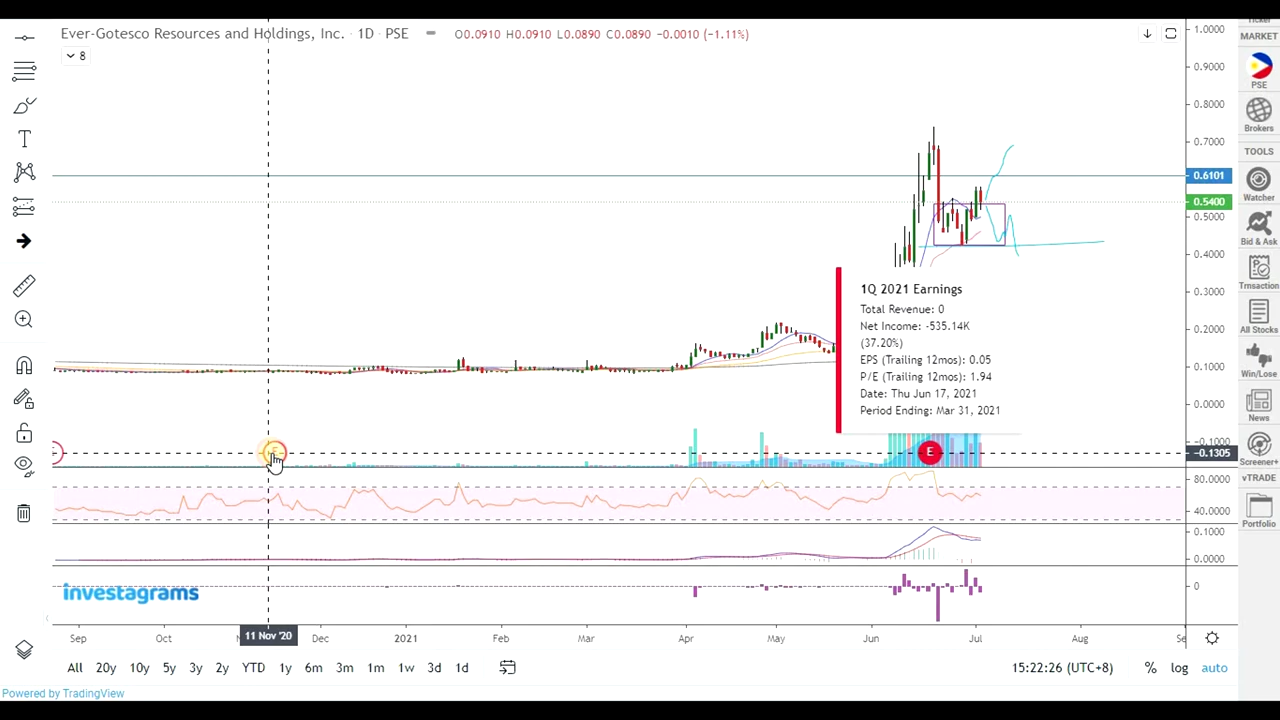 Ever-Gotesco Resources and Holdings, Inc. · 1D · PSE O0.0910 H0.0910 L0.0890 C0.0890 −0.0010 (−1.11%)
8
1.0000
0.9000
0.8000
0.7000
0.6101
0.5400
0.5000
0.4000
0.3000
0.2000
0.1000
0.0000
-0.1000
-0.1305
80.0000
40.0000
0.1000
0.0000
0
1Q 2021 Earnings
Total Revenue: 0
Net Income: -535.14K
(37.20%)
EPS (Trailing 12mos): 0.05
P/E (Trailing 12mos): 1.94
Date: Thu Jun 17, 2021
Period Ending: Mar 31, 2021
E
investagrams
Sep Oct 11 Nov '20 Dec 2021 Feb Mar Apr May Jun Jul Aug
All 20y 10y 5y 3y 2y YTD 1y 6m 3m 1m 1w 3d 1d 15:22:26 (UTC+8) % log auto
Powered by TradingView
Ticker
MARKET
PSE
Brokers
TOOLS
Watcher
Bid & Ask
Trnsaction
All Stocks
Win/Lose
News
Screener+
vTRADE
Portfolio